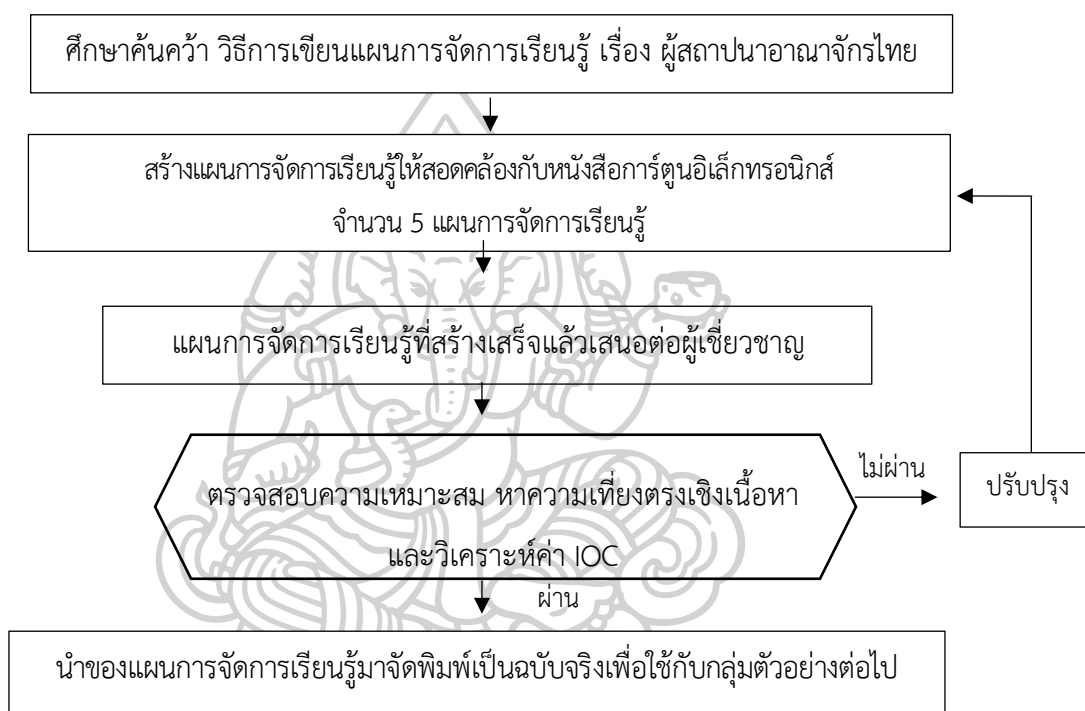 ศึกษาค้นคว้า วิธีการเขียนแผนการจัดการเรียนรู้ เรื่อง ผู้สถาปนาอาณาจักรไทย
สร้างแผนการจัดการเรียนรู้ให้สอดคล้องกับหนังสือการ์ตูนอิเล็กทรอนิกส์
จำนวน 5 แผนการจัดการเรียนรู้
แผนการจัดการเรียนรู้ที่สร้างเสร็จแล้วเสนอต่อผู้เชี่ยวชาญ
ตรวจสอบความเหมาะสม หาความเที่ยงตรงเชิงเนื้อหา
และวิเคราะห์ค่า IOC
ไม่ผ่าน
ปรับปรุง
ผ่าน
นำของแผนการจัดการเรียนรู้มาจัดพิมพ์เป็นฉบับจริงเพื่อใช้กับกลุ่มตัวอย่างต่อไป